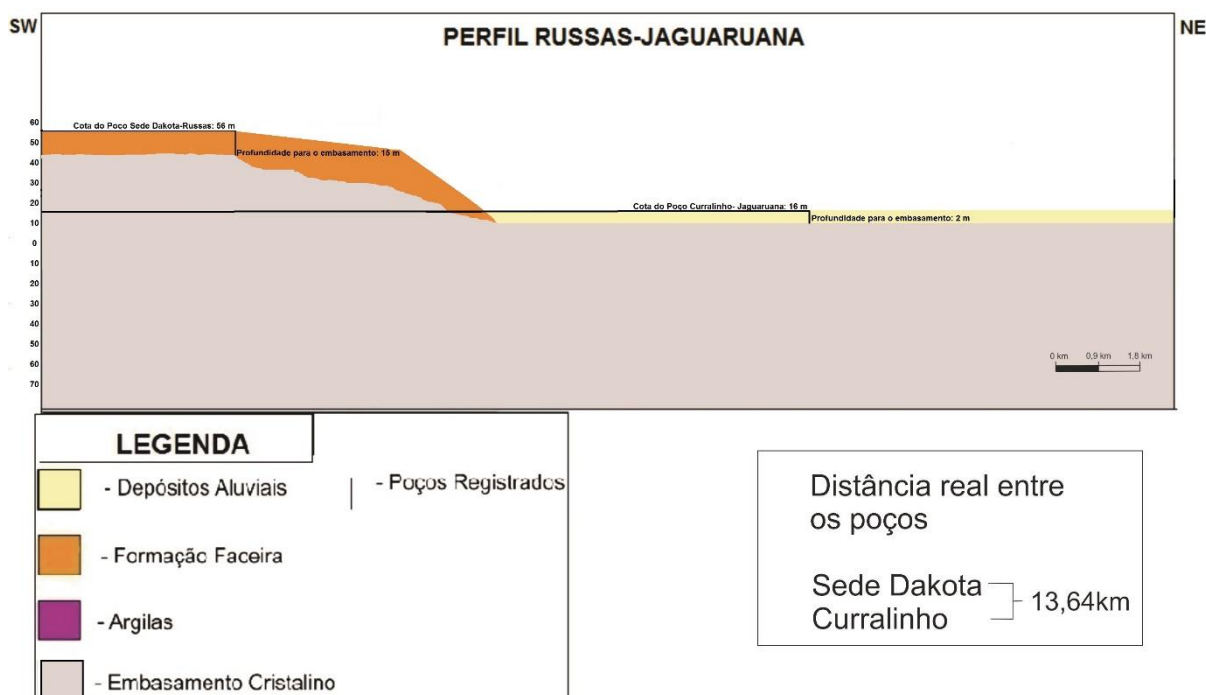 SW
NE
PERFIL RUSSAS-JAGUARUANA
60
50
40
30
20
10
0
10
20
30
40
50
60
70
Cota do Poco Sede Dakota-Russas: 56 m
Profundidade para o embasamento: 15 m
Cota do Poço Curralinho- Jaguaruana: 16 m
Profundidade para o embasamento: 2 m
0 km 0,9 km 1,8 km
LEGENDA
- Depósitos Aluviais
- Poços Registrados
- Formação Faceira
- Argilas
- Embasamento Cristalino
Distância real entre
os poços
Sede Dakota
Curralinho
13,64km